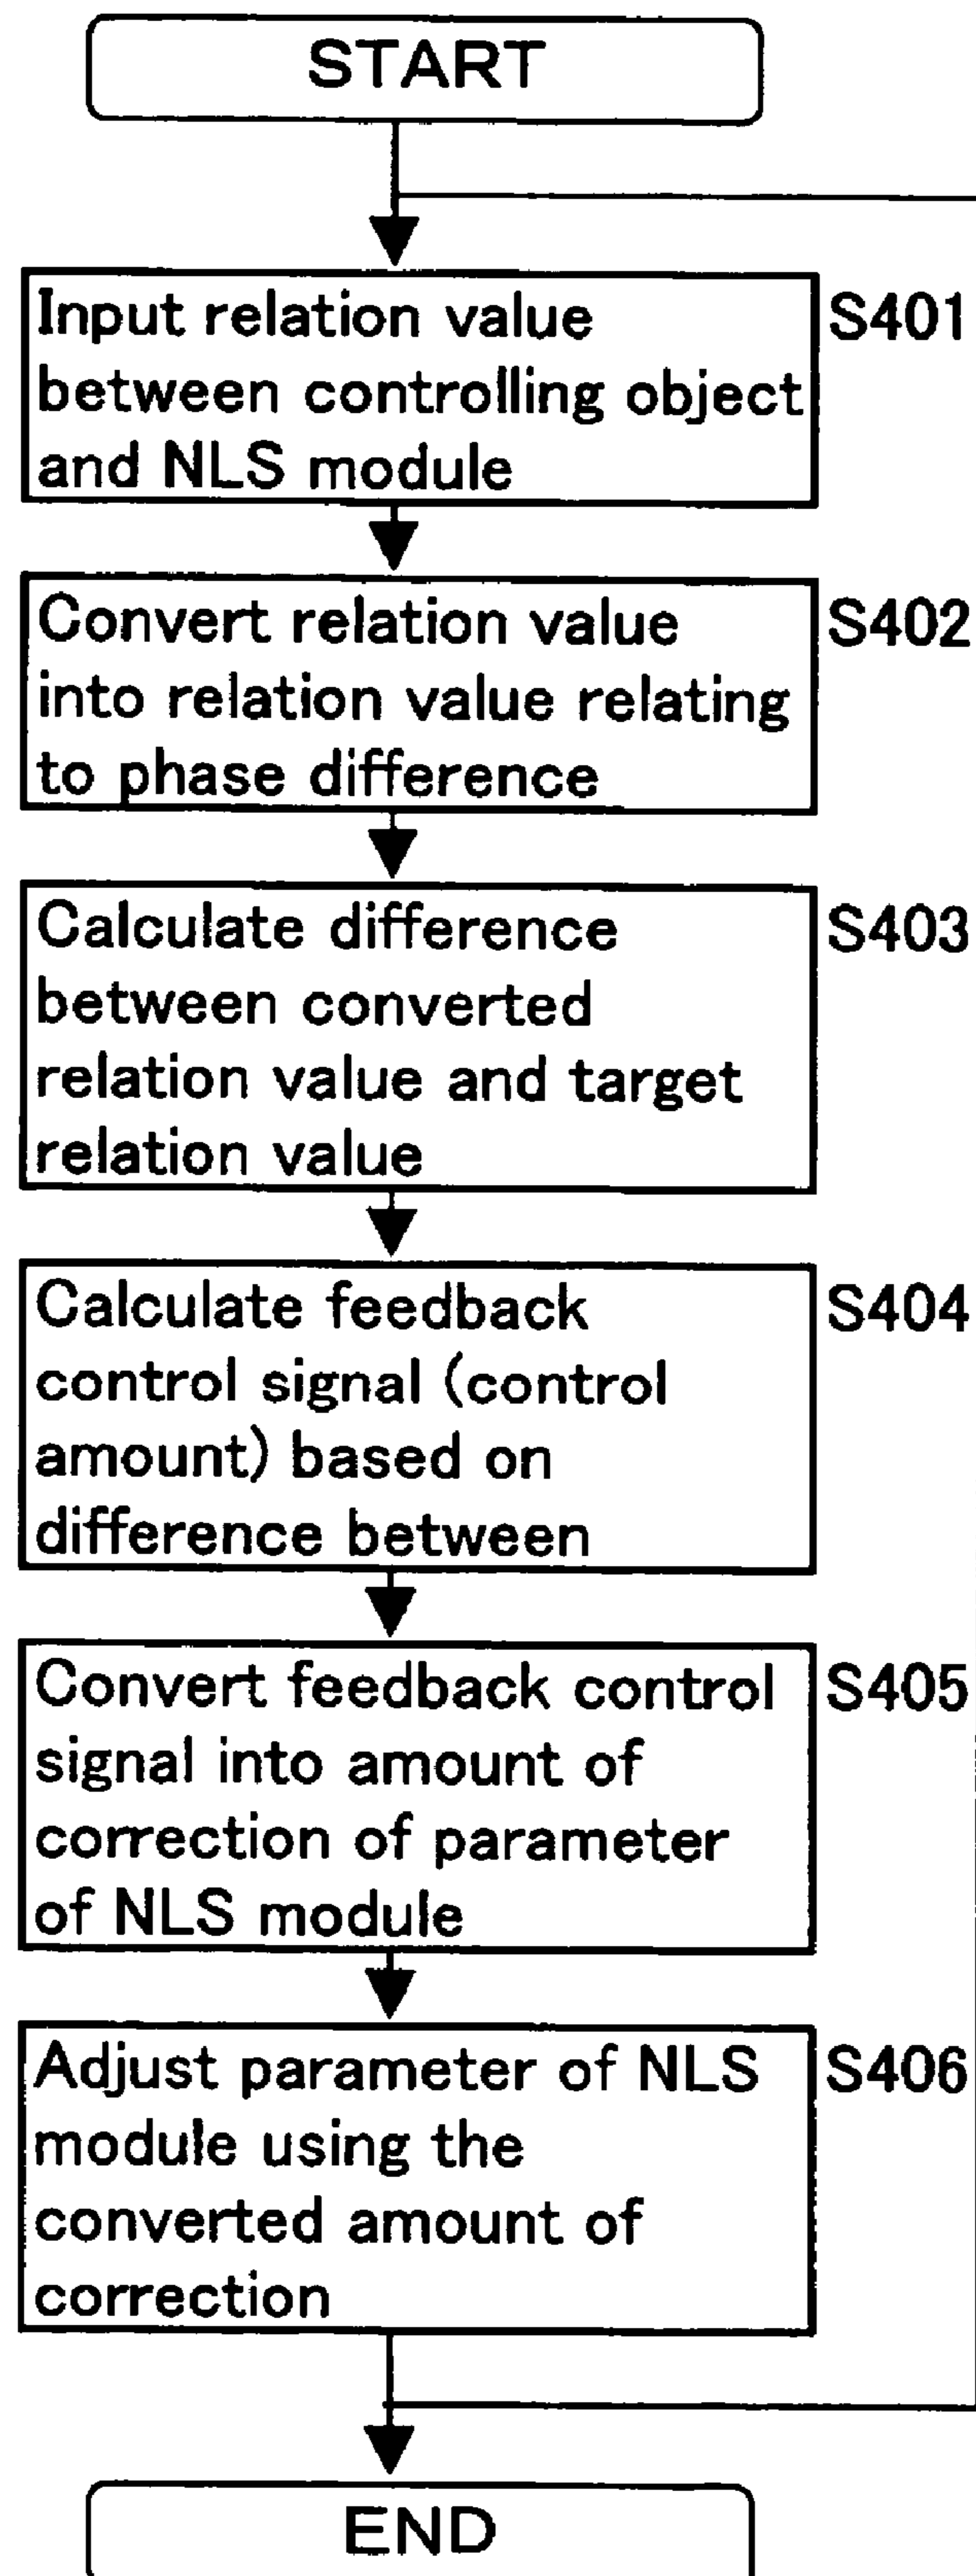 START
Input relation value
between controlling object
and NLS module
S401
Convert relation value
into relation value relating
to phase difference
S402
Calculate difference
between converted
relation value and target
relation value
S403
Calculate feedback
control signal (control
amount) based on
difference between
S404
Convert feedback control
signal into amount of
correction of parameter
of NLS module
S405
Adjust parameter of NLS
module using the
converted amount of
correction
S406
END